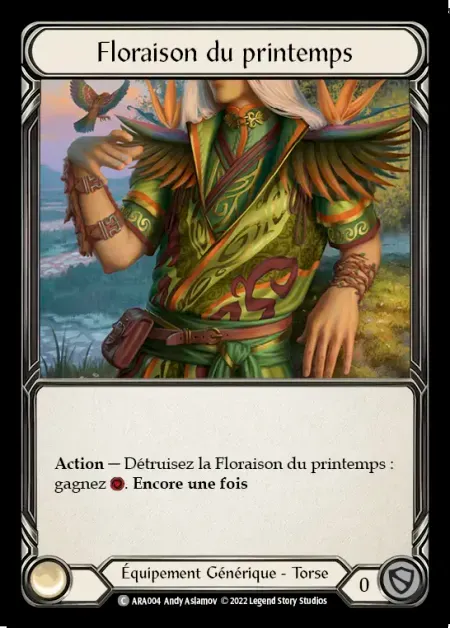 Floraison du printemps
Action — Détruisez la Floraison du printemps :
gagnez . Encore une fois
Équipement Générique - Torse
0
C ARA004 Andy Aslamov © 2022 Legend Story Studios